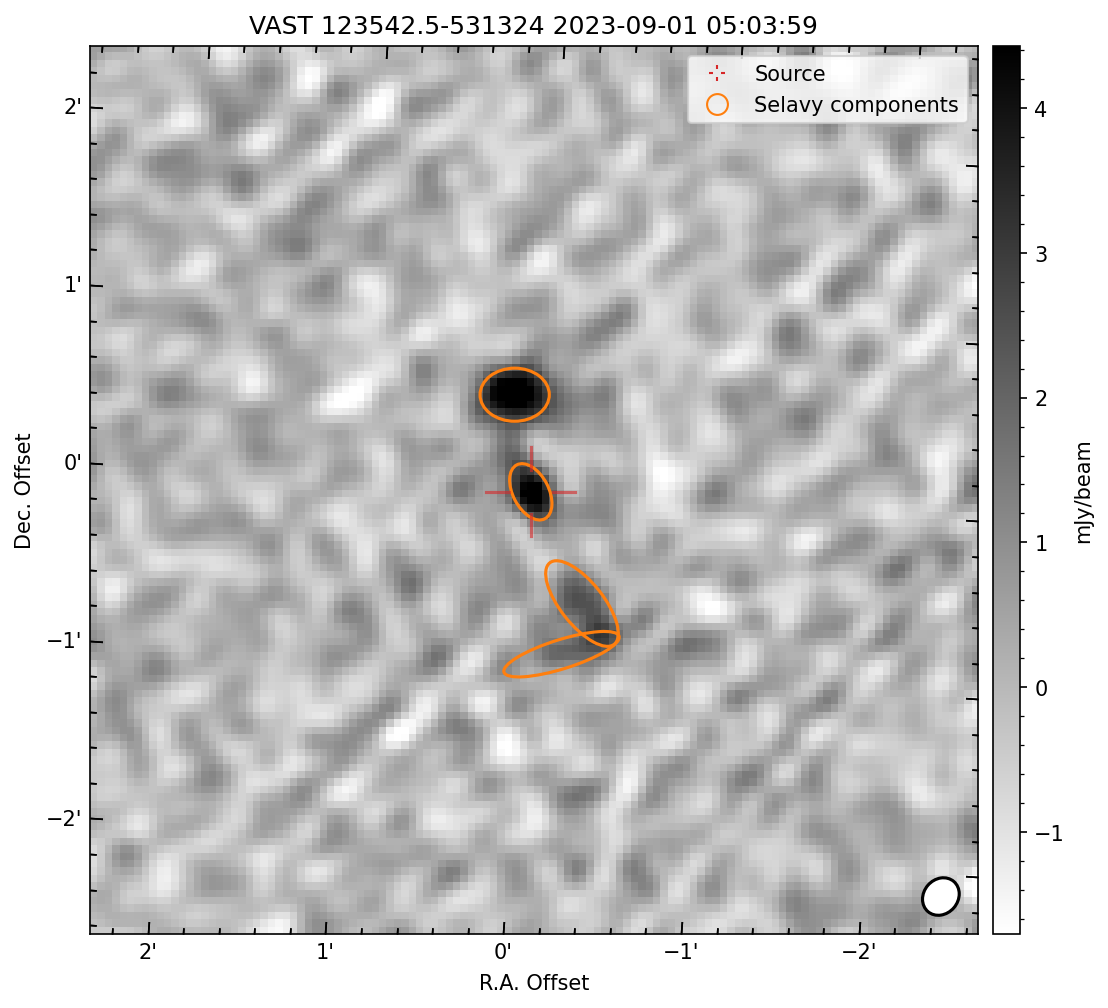 VAST 123542.5-531324 2023-09-01 05:03:59
Source
Selavy components
2'
1'
0'
−1'
−2'
Dec. Offset
2'
1'
0'
−1'
−2'
R.A. Offset
4
3
2
1
0
−1
mJy/beam